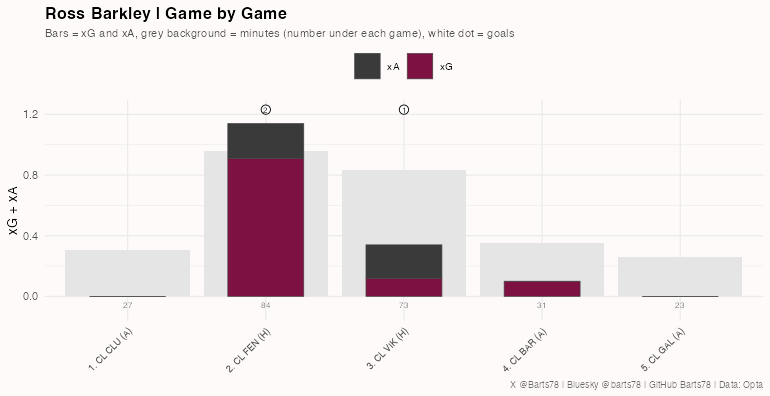 Ross Barkley | Game by Game
Bars = xG and xA, grey background = minutes (number under each game), white dot = goals
xA xG
1.2
0.8
0.4
0.0
xG + xA
2 1
27 84 73 31 23
1. CL CLU (A)
2. CL FEN (H)
3. CL VIK (H)
4. CL BAR (A)
5. CL GAL (A)
X @Barts78 | Bluesky @barts78 | GitHub Barts78 | Data: Opta